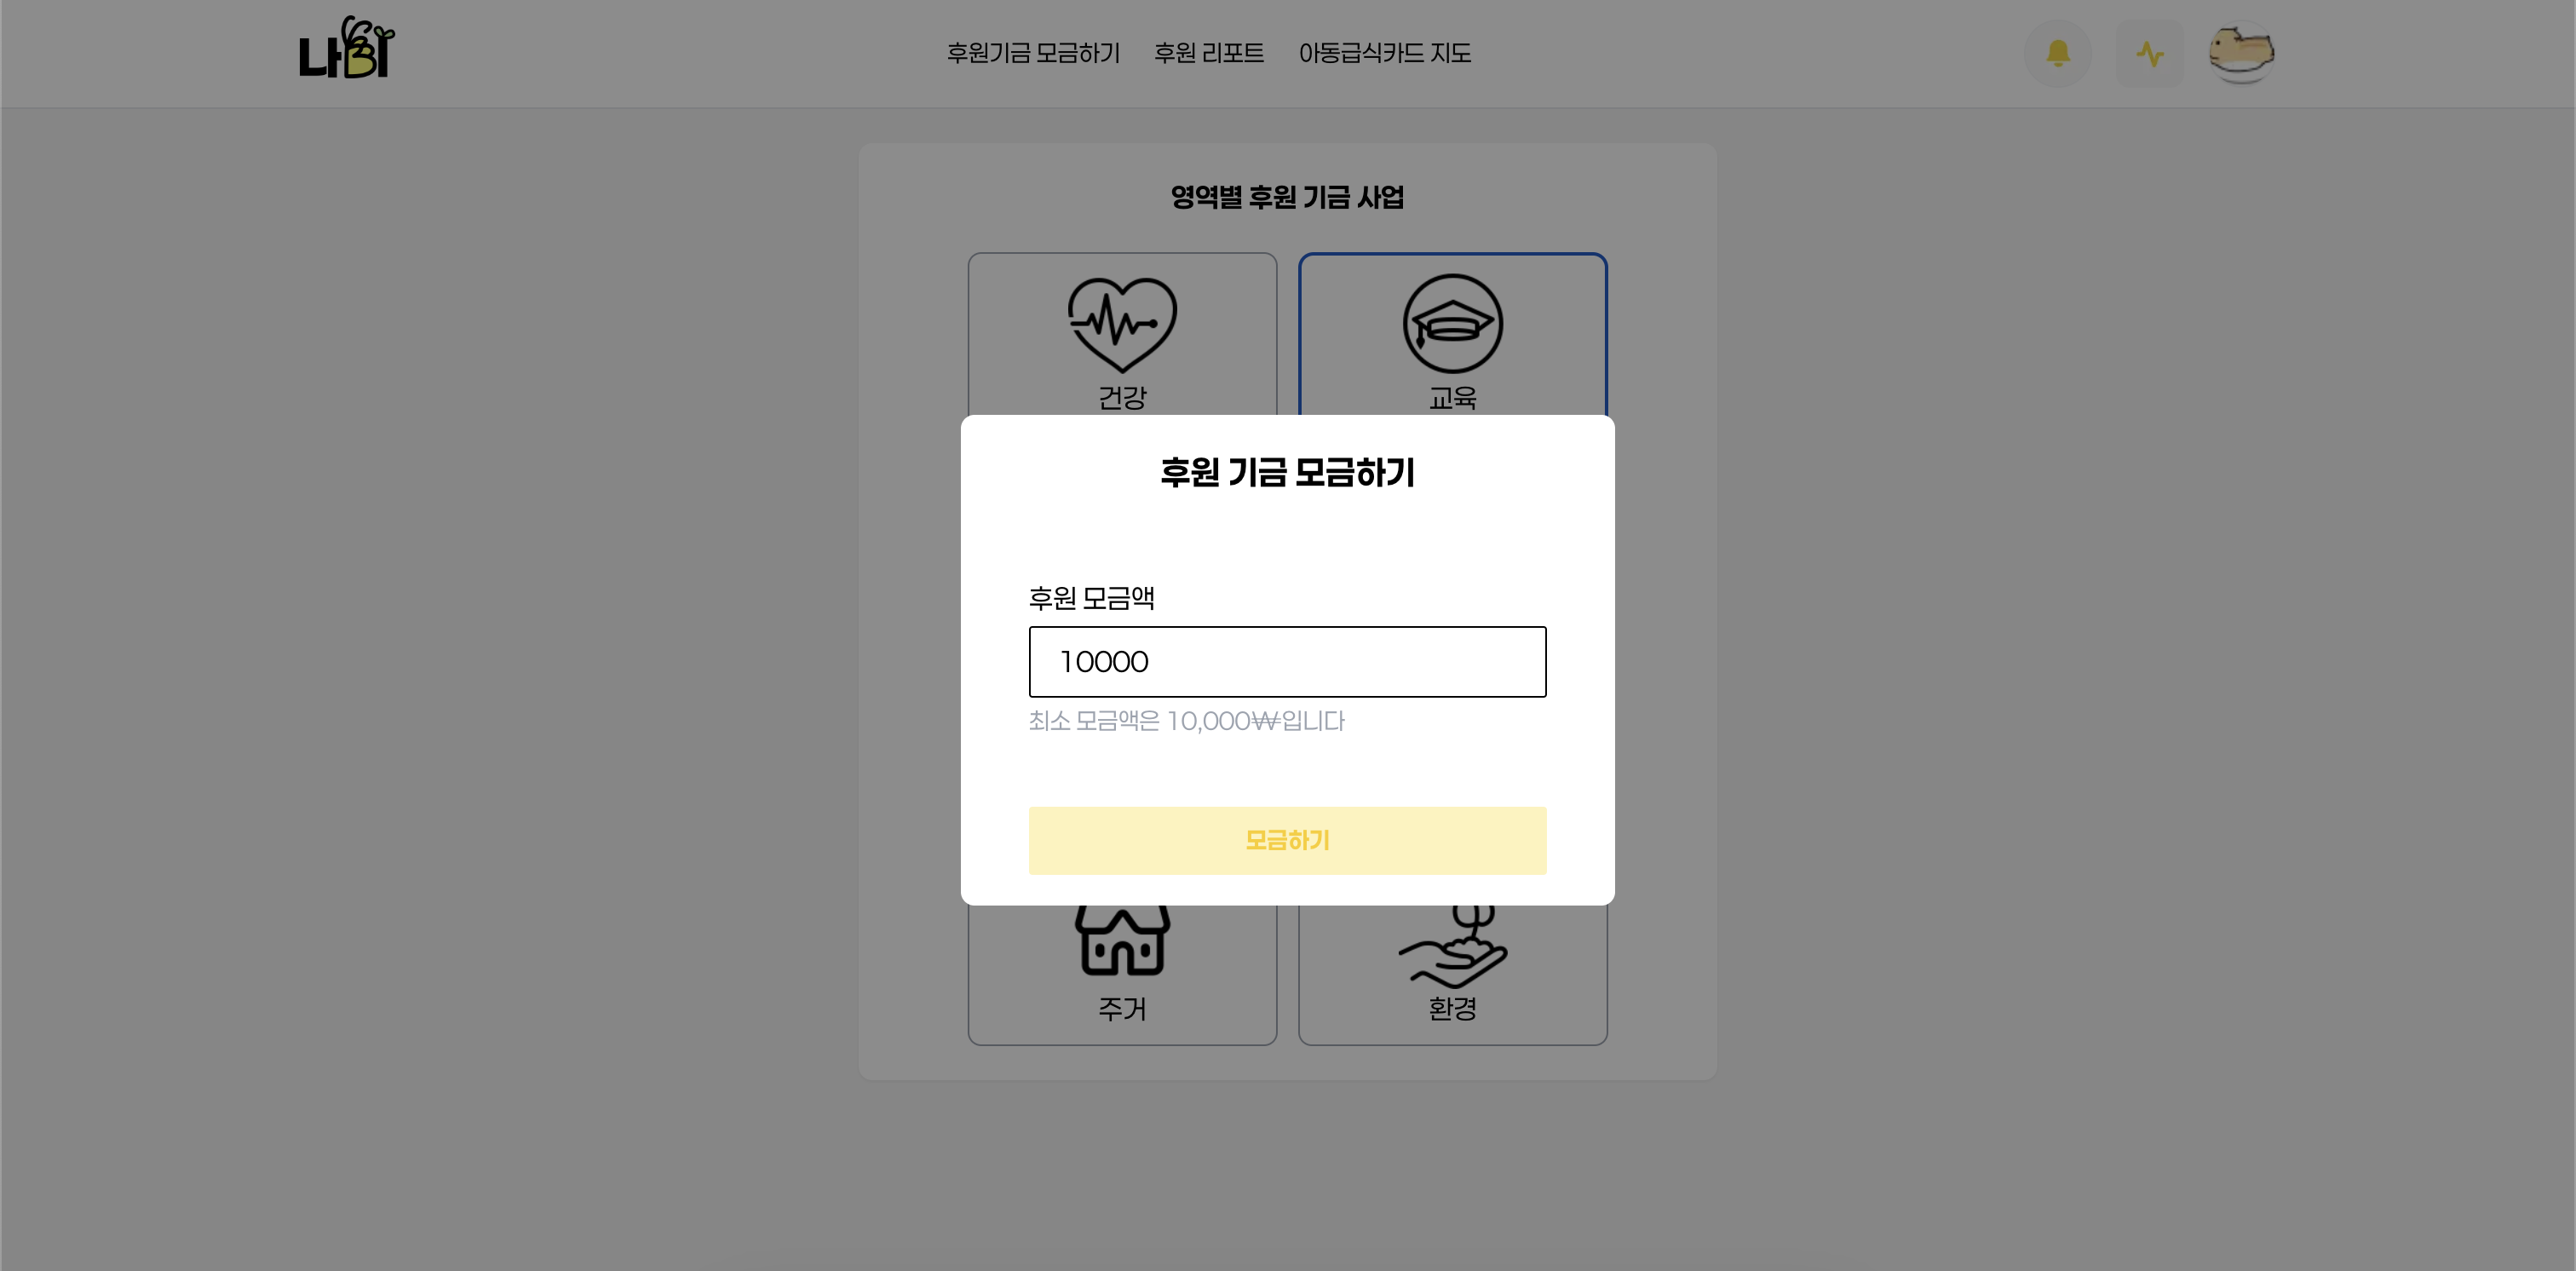 나BI
후원기금 모금하기 후원 리포트 아동급식카드 지도
영역별 후원 기금 사업
건강 교육
후원 기금 모금하기
후원 모금액
10000
최소 모금액은 10,000₩입니다
모금하기
주거 환경